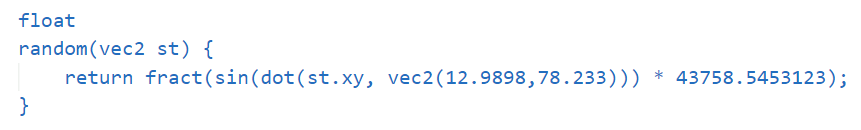 float
random(vec2 st) {
    return fract(sin(dot(st.xy, vec2(12.9898,78.233))) * 43758.5453123);
}